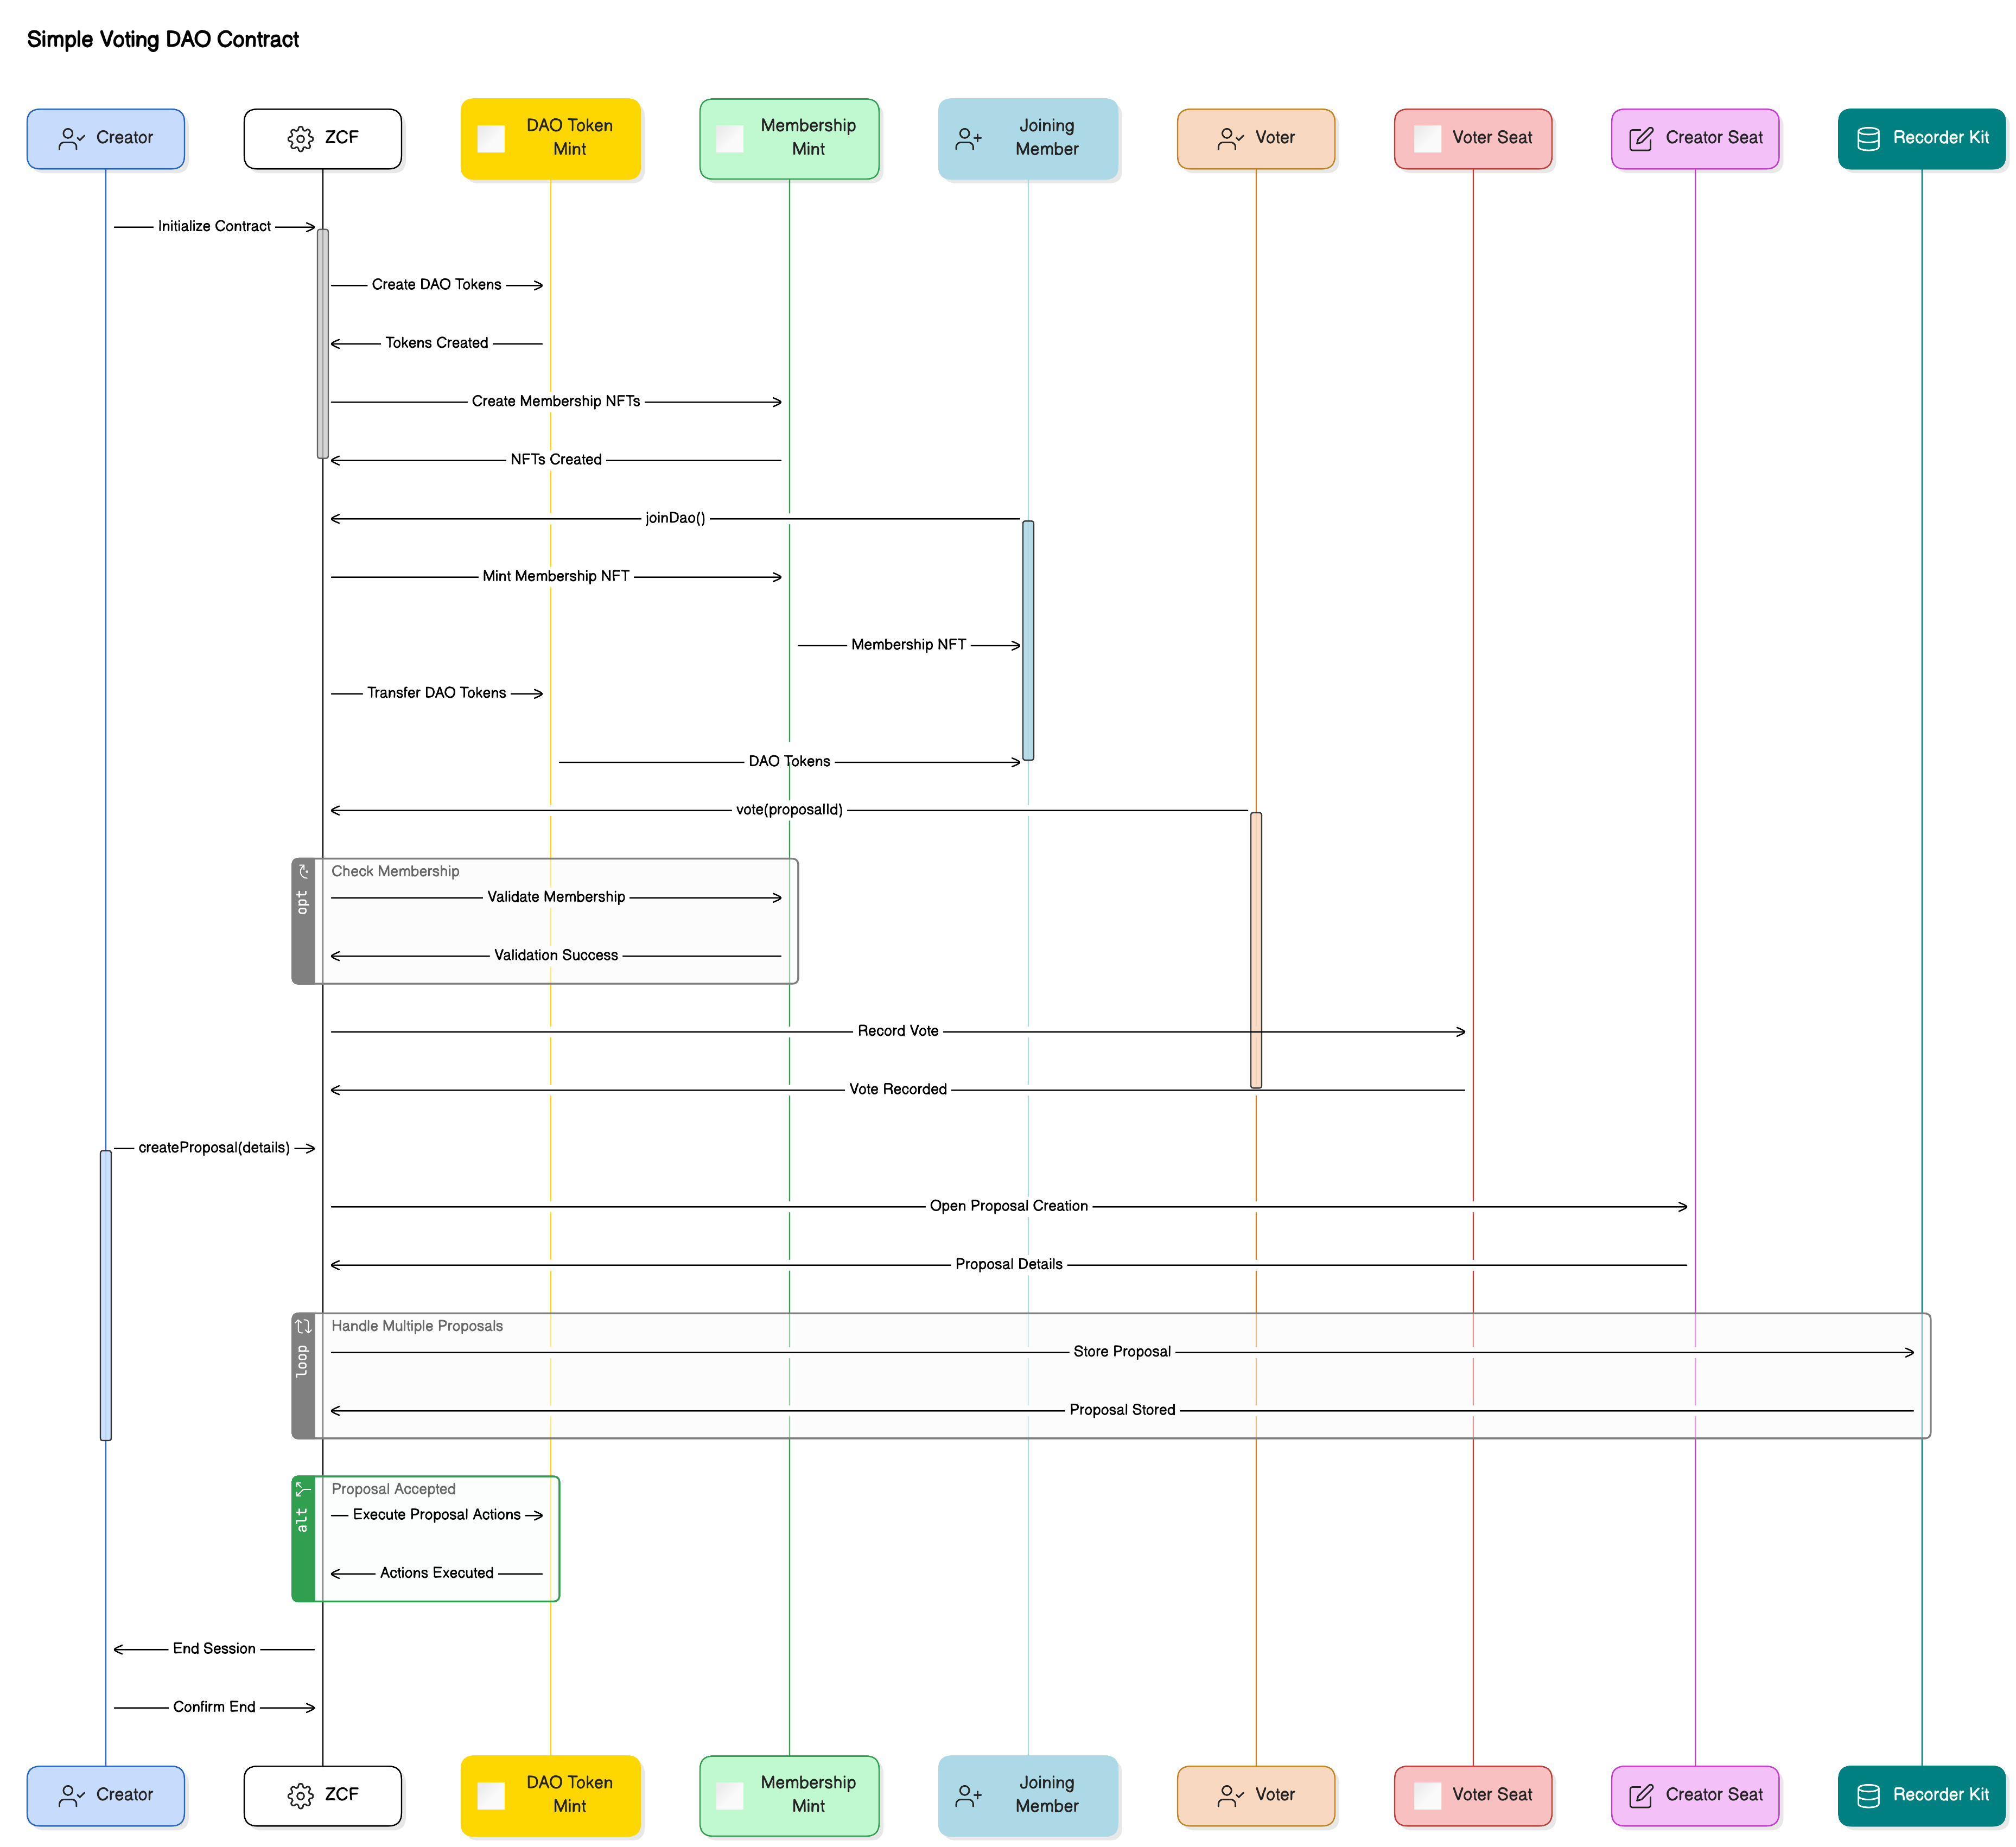 Simple Voting DAO Contract
Creator
ZCF
DAO Token
Mint
Membership
Mint
Joining
Member
Voter
Voter Seat
Creator Seat
Recorder Kit
Initialize Contract
Create DAO Tokens
Tokens Created
Create Membership NFTs
NFTs Created
joinDao()
Mint Membership NFT
Membership NFT
Transfer DAO Tokens
DAO Tokens
vote(proposalId)
opt
Check Membership
Validate Membership
Validation Success
Record Vote
Vote Recorded
createProposal(details)
Open Proposal Creation
Proposal Details
loop
Handle Multiple Proposals
Store Proposal
Proposal Stored
alt
Proposal Accepted
Execute Proposal Actions
Actions Executed
End Session
Confirm End
Creator
ZCF
DAO Token
Mint
Membership
Mint
Joining
Member
Voter
Voter Seat
Creator Seat
Recorder Kit